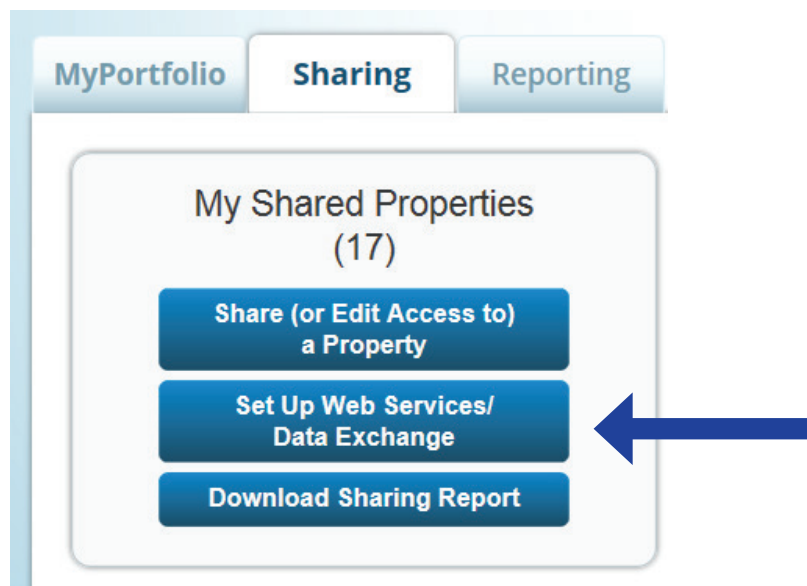 MyPortfolio Sharing Reporting
My Shared Properties
(17)
Share (or Edit Access to)
a Property
Set Up Web Services/
Data Exchange
Download Sharing Report